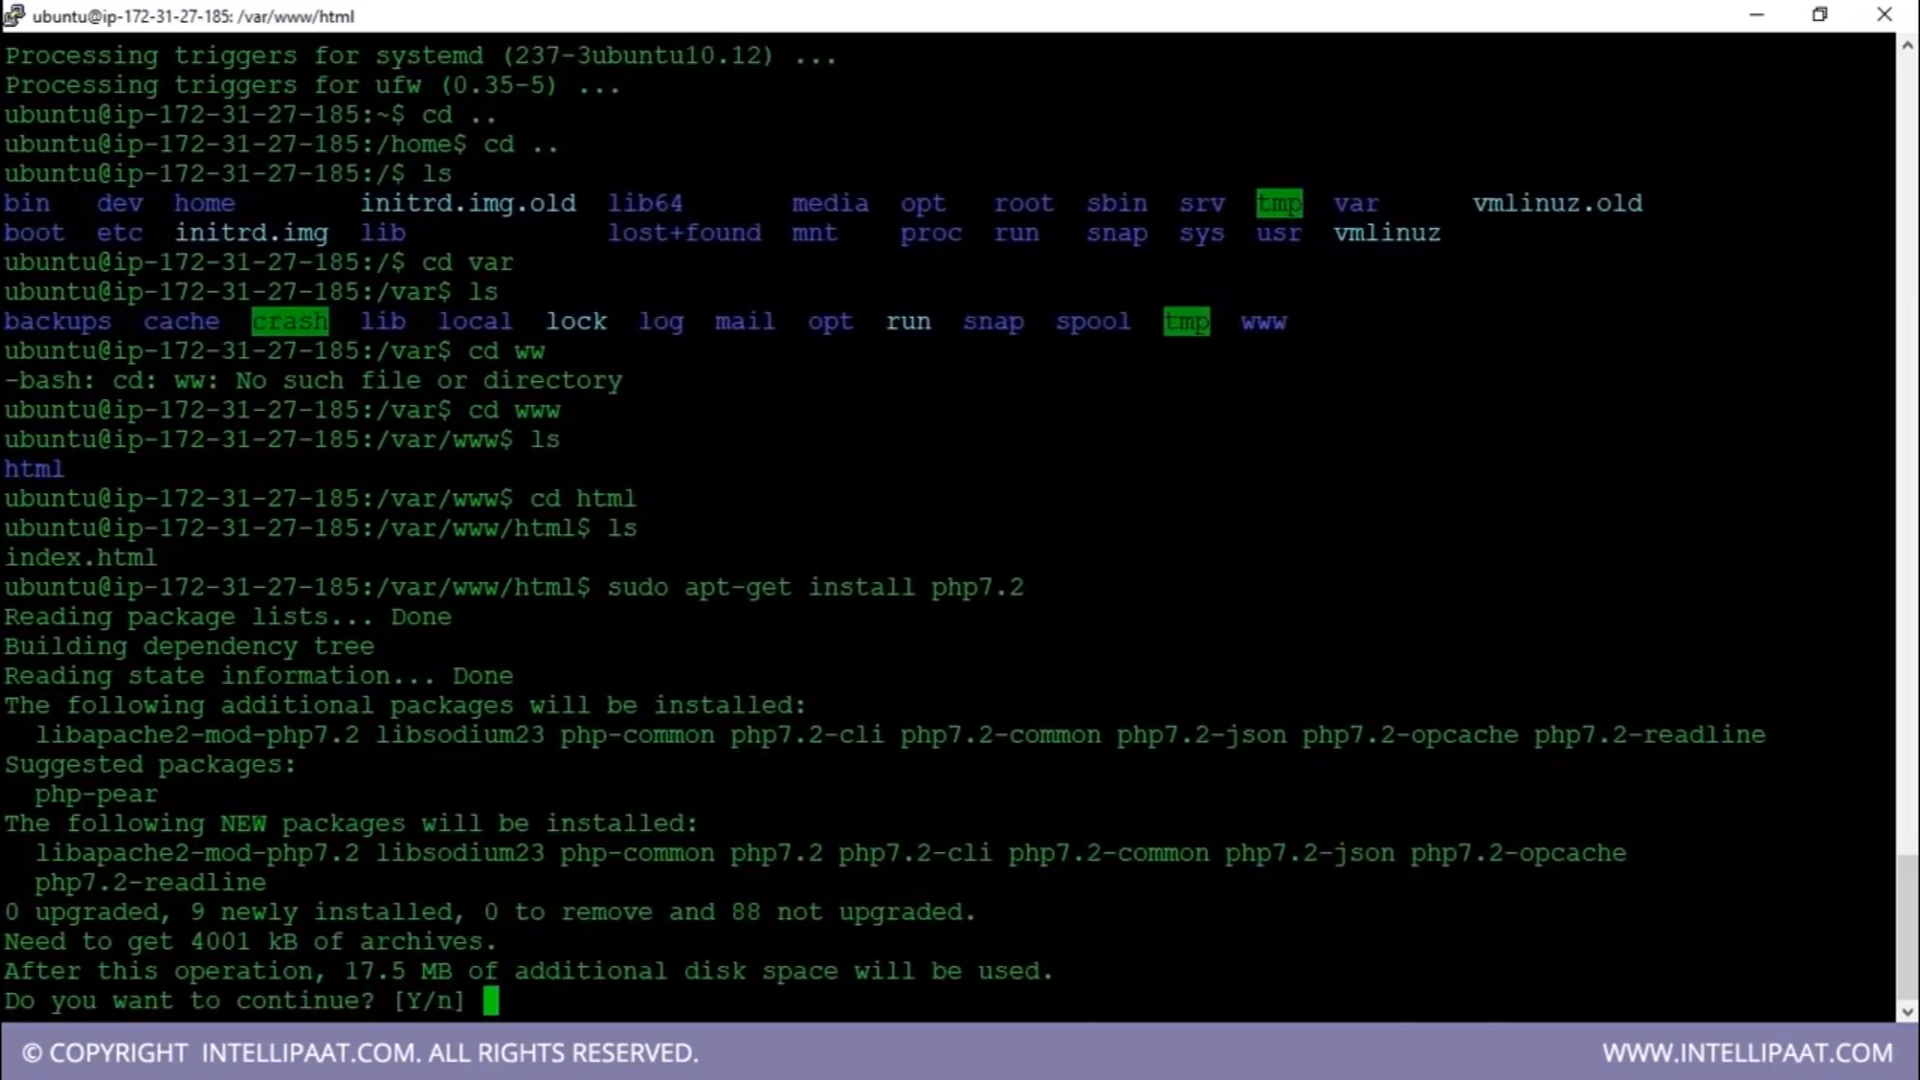 ubuntu@ip-172-31-27-185: /var/www/html
Processing triggers for systemd (237-3ubuntu10.12) ...
Processing triggers for ufw (0.35-5) ...
ubuntu@ip-172-31-27-185:~$ cd ..
ubuntu@ip-172-31-27-185:/home$ cd ..
ubuntu@ip-172-31-27-185:/$ ls
bin dev home initrd.img.old lib64 media opt root sbin srv tmp var vmlinuz.old
boot etc initrd.img lib lost+found mnt proc run snap sys usr vmlinuz
ubuntu@ip-172-31-27-185:/$ cd var
ubuntu@ip-172-31-27-185:/var$ ls
backups cache crash lib local lock log mail opt run snap spool tmp www
ubuntu@ip-172-31-27-185:/var$ cd ww
-bash: cd: ww: No such file or directory
ubuntu@ip-172-31-27-185:/var$ cd www
ubuntu@ip-172-31-27-185:/var/www$ ls
html
ubuntu@ip-172-31-27-185:/var/www$ cd html
ubuntu@ip-172-31-27-185:/var/www/html$ ls
index.html
ubuntu@ip-172-31-27-185:/var/www/html$ sudo apt-get install php7.2
Reading package lists... Done
Building dependency tree
Reading state information... Done
The following additional packages will be installed:
libapache2-mod-php7.2 libsodium23 php-common php7.2-cli php7.2-common php7.2-json php7.2-opcache php7.2-readline
Suggested packages:
php-pear
The following NEW packages will be installed:
libapache2-mod-php7.2 libsodium23 php-common php7.2 php7.2-cli php7.2-common php7.2-json php7.2-opcache
php7.2-readline
0 upgraded, 9 newly installed, 0 to remove and 88 not upgraded.
Need to get 4001 kB of archives.
After this operation, 17.5 MB of additional disk space will be used.
Do you want to continue? [Y/n]
© COPYRIGHT INTELLIPAAT.COM. ALL RIGHTS RESERVED. WWW.INTELLIPAAT.COM